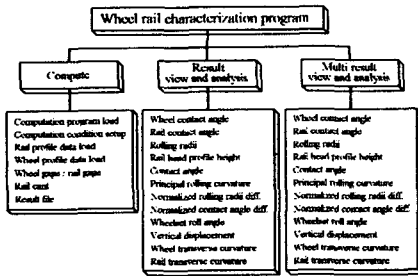 Wheel rail characterization program
Compute
Computation program load
Computation condition setup
Rail profile data load
Wheel profile data load
Wheel gaps : rail gaps
Rail cant
Result file
Result
view and analysis
Wheel contact angle
Rail contact angle
Rolling radii
Rail head profile height
Contact angle
Principal rolling curvature
Normalized rolling radii diff.
Normalized contact angle diff.
Wheelset roll angle
Vertical displacement
Wheel transverse curvature
Rail transverse curvature
Multi result
view and analysis
Wheel contact angle
Rail contact angle
Rolling radii
Rail head profile height
Contact angle
Principal rolling curvature
Normalized rolling radii diff.
Normalized contact angle diff.
Wheelset roll angle
Vertical displacement
Wheel transverse curvature
Rail transverse curvature